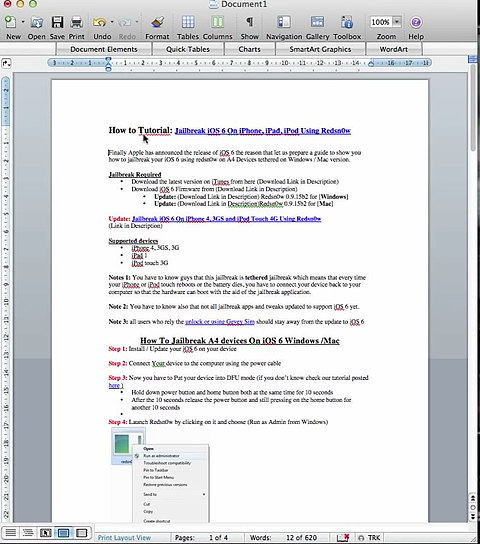 Document1
New Open Save Print Undo Format Tables Columns Show Navigation Gallery 100% Zoom Help
Document Elements Quick Tables Charts SmartArt Graphics WordArt
How to Tutorial: Jailbreak iOS 6 On iPhone, iPad, iPod Using Redsn0w
Finally Apple has announced the release of iOS 6 the reason that let us prepare a guide to show you
how to jailbreak your iOS 6 using redsn0w on A4 Devices tethered on Windows / Mac version.
Jailbreak Required
• Download the latest version on iTunes from here (Download Link in Description)
• Download iOS 6 Firmware from (Download Link in Description)
• Update: (Download Link in Description) Redsn0w 0.9.15b2 for [Windows]
• Update: (Download Link in Description)Redsn0w 0.9.15b2 for [Mac]
Update: Jailbreak iOS 6 On iPhone 4, 3GS and iPod Touch 4G Using Redsn0w
(Link in Description)
Supported devices
• iPhone 4, 3GS, 3G
• iPad 1
• iPod touch 3G
Notes 1: You have to know guys that this jailbreak is tethered jailbreak which means that every time
your iPhone or iPod touch reboots or the battery dies, you have to connect your device back to your
computer so that the hardware can boot with the aid of the jailbreak application.
Note 2: You have to know also that not all jailbreak apps and tweaks updated to support iOS 6 yet.
Note 3: all users who rely the unlock or using Gevey Sim should stay away from the update to iOS 6
How To Jailbreak A4 devices On iOS 6 Windows /Mac
Step 1: Install / Update your iOS 6 on your device
Step 2: Connect Your device to the computer using the power cable
Step 3: Now you have to Put your device into DFU mode (if you don't know check our tutorial posted
here )
• Hold down power button and home button both at the same time for 10 seconds
• After the 10 seconds release the power button and still pressing on the home button for
another 10 seconds
•
Step 4: Launch Redsn0w by clicking on it and choose (Run as Admin from Windows)
Open
Run as administrator
Troubleshoot compatibility
Pin to Taskbar
Pin to Start Menu
Restore previous versions
Send to
Cut
Copy
Create shortcut
Print Layout View Pages: 1 of 4 Words: 12 of 620 TRK